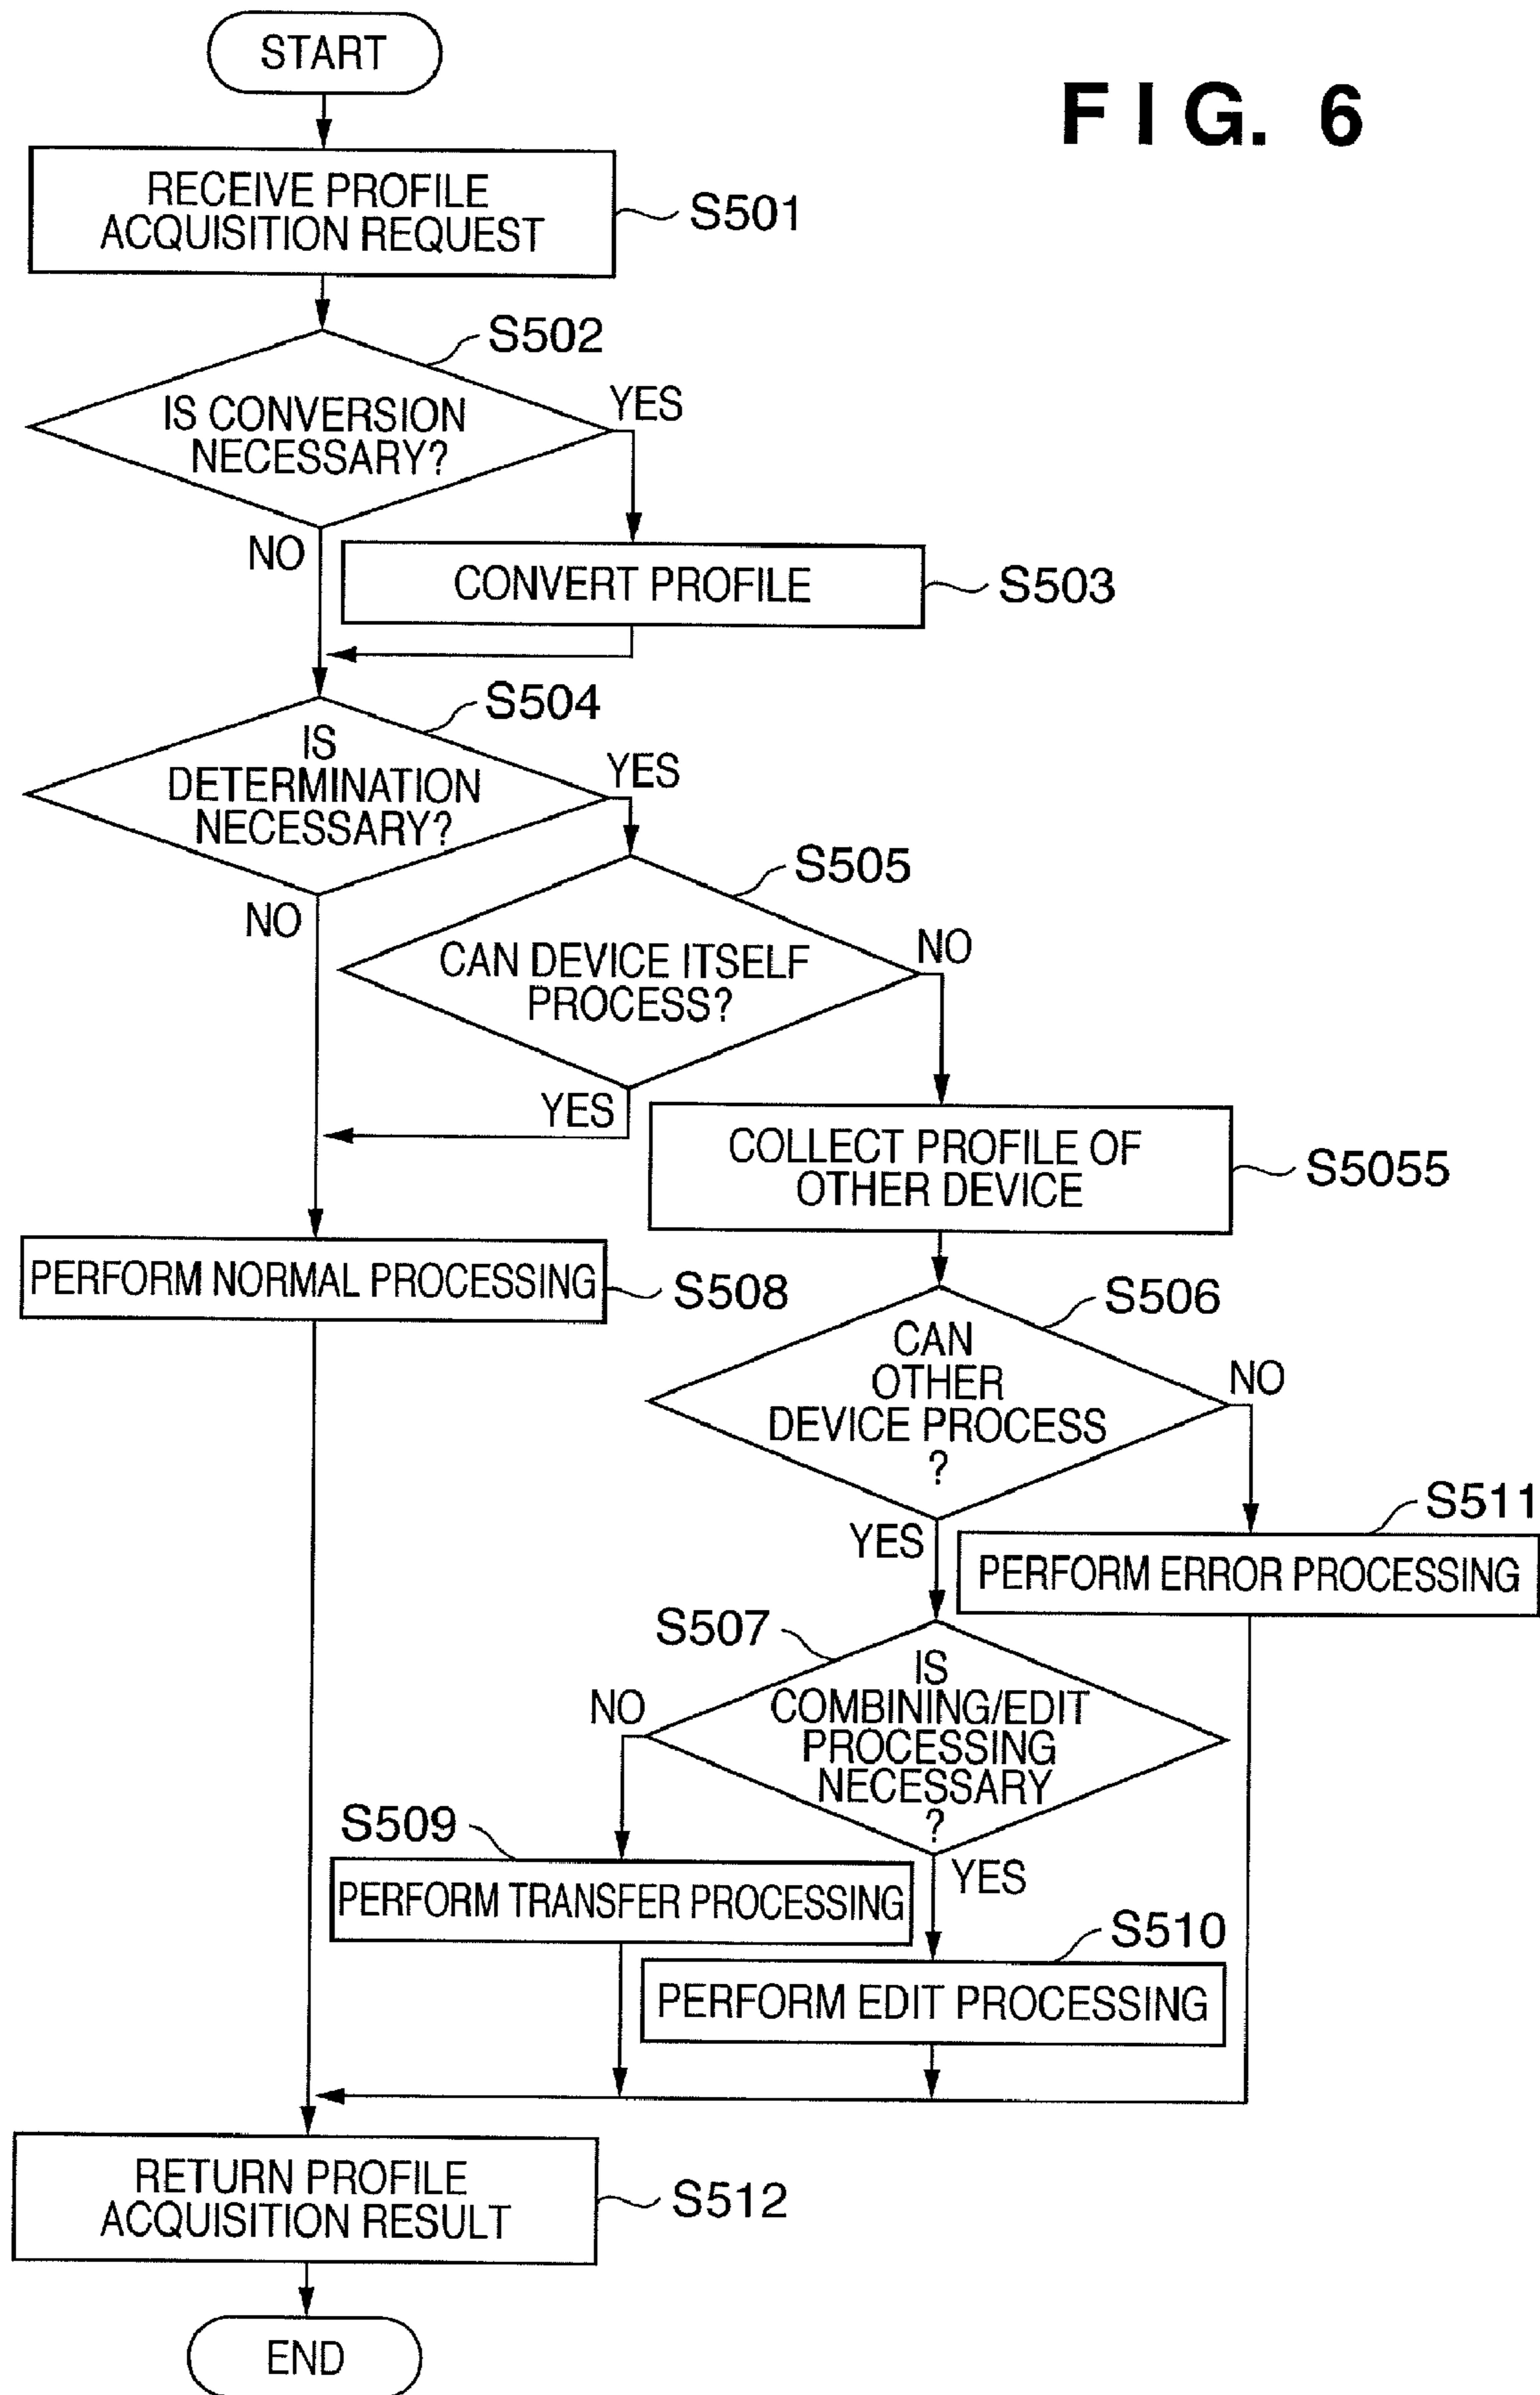 START
FIG. 6
RECEIVE PROFILE
ACQUISITION REQUEST
S501
S502
IS CONVERSION
NECESSARY?
YES
NO
CONVERT PROFILE
S503
S504
IS
DETERMINATION
NECESSARY?
YES
NO
S505
CAN DEVICE ITSELF
PROCESS?
NO
YES
COLLECT PROFILE OF
OTHER DEVICE
S5055
PERFORM NORMAL PROCESSING
S508
S506
CAN
OTHER
DEVICE PROCESS
?
NO
YES
S511
PERFORM ERROR PROCESSING
S507
IS
COMBINING/EDIT
PROCESSING
NECESSARY
?
NO
YES
S509
PERFORM TRANSFER PROCESSING
S510
PERFORM EDIT PROCESSING
RETURN PROFILE
ACQUISITION RESULT
S512
END